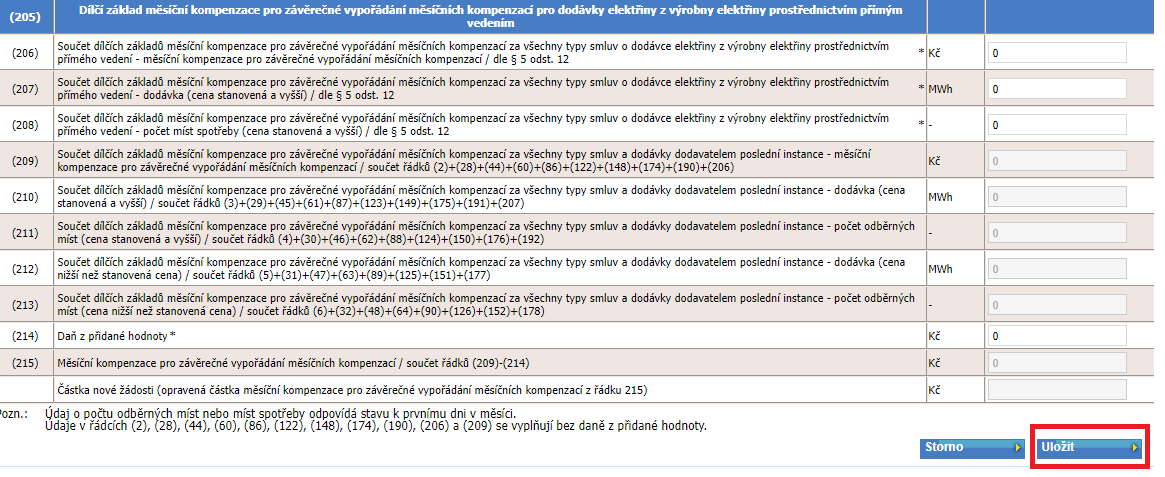 (205) Dílčí základ měsíční kompenzace pro závěrečné vypořádání měsíčních kompenzací pro dodávky elektřiny z výrobny elektřiny prostřednictvím přímým
vedením
(206) Součet dílčích základů měsíční kompenzace pro závěrečné vypořádání měsíčních kompenzací za všechny typy smluv o dodávce elektřiny z výrobny elektřiny prostřednictvím
přímého vedení - měsíční kompenzace pro závěrečné vypořádání měsíčních kompenzací / dle § 5 odst. 12 * Kč 0
(207) Součet dílčích základů měsíční kompenzace pro závěrečné vypořádání měsíčních kompenzací za všechny typy smluv o dodávce elektřiny z výrobny elektřiny prostřednictvím
přímého vedení - dodávka (cena stanovená a vyšší) / dle § 5 odst. 12 * MWh 0
(208) Součet dílčích základů měsíční kompenzace pro závěrečné vypořádání měsíčních kompenzací za všechny typy smluv o dodávce elektřiny z výrobny elektřiny prostřednictvím
přímého vedení - počet míst spotřeby (cena stanovená a vyšší) / dle § 5 odst. 12 * - 0
(209) Součet dílčích základů měsíční kompenzace pro závěrečné vypořádání měsíčních kompenzací za všechny typy smluv a dodávky dodavatelem poslední instance - měsíční
kompenzace pro závěrečné vypořádání měsíčních kompenzací / součet řádků (2)+(28)+(44)+(60)+(86)+(122)+(148)+(174)+(190)+(206) Kč 0
(210) Součet dílčích základů měsíční kompenzace pro závěrečné vypořádání měsíčních kompenzací za všechny typy smluv a dodávky dodavatelem poslední instance - dodávka (cena
stanovená a vyšší) / součet řádků (3)+(29)+(45)+(61)+(87)+(123)+(149)+(175)+(191)+(207) MWh 0
(211) Součet dílčích základů měsíční kompenzace pro závěrečné vypořádání měsíčních kompenzací za všechny typy smluv a dodávky dodavatelem poslední instance - počet odběrných
míst (cena stanovená a vyšší) / součet řádků (4)+(30)+(46)+(62)+(88)+(124)+(150)+(176)+(192) - 0
(212) Součet dílčích základů měsíční kompenzace pro závěrečné vypořádání měsíčních kompenzací za všechny typy smluv a dodávky dodavatelem poslední instance - dodávka (cena
nižší než stanovená cena) / součet řádků (5)+(31)+(47)+(63)+(89)+(125)+(151)+(177) MWh 0
(213) Součet dílčích základů měsíční kompenzace pro závěrečné vypořádání měsíčních kompenzací za všechny typy smluv a dodávky dodavatelem poslední instance - počet odběrných
míst (cena nižší než stanovená cena) / součet řádků (6)+(32)+(48)+(64)+(90)+(126)+(152)+(178) - 0
(214) Daň z přidané hodnoty * Kč 0
(215) Měsíční kompenzace pro závěrečné vypořádání měsíčních kompenzací / součet řádků (209)-(214) Kč 0
Částka nové žádosti (opravená částka měsíční kompenzace pro závěrečné vypořádání měsíčních kompenzací z řádku 215) Kč
Pozn.: Údaj o počtu odběrných míst nebo míst spotřeby odpovídá stavu k prvnímu dni v měsíci.
Údaje v řádcích (2), (28), (44), (60), (86), (122), (148), (174), (190), (206) a (209) se vyplňují bez daně z přidané hodnoty.
Storno Uložit